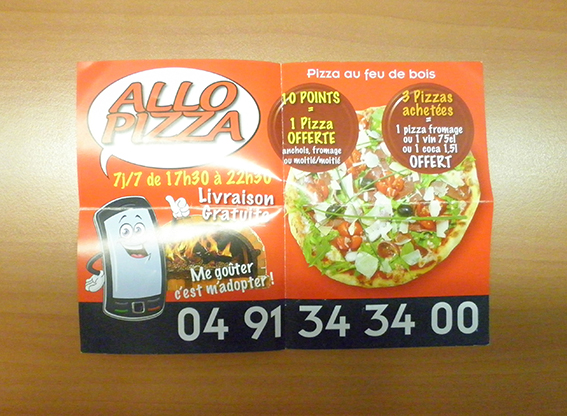 ALLO
PIZZA
7j/7 de 17h30 à 22h30
Livraison
Gratuite
Me goûter
c'est m'adopter !
Pizza au feu de bois
10 POINTS
=
1 Pizza
OFFERTE
anchois, fromage
ou moitié/moitié
3 Pizzas
achetées
=
1 pizza fromage
ou 1 vin 75cl
ou 1 coca 1,5l
OFFERT
04 91 34 34 00